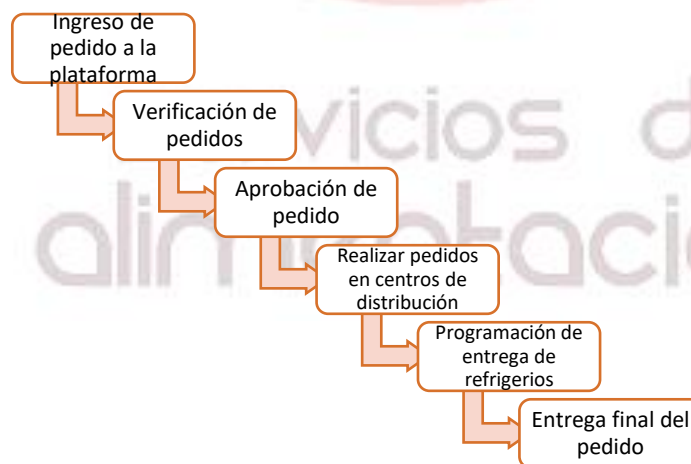 Ingreso de
pedido a la
plataforma
Verificación de
pedidos
vicios d
Aprobación de
pedido
Realizar pedidos
en centros de
distribución
Programación de
entrega de
refrigerios
Entrega final del
pedido